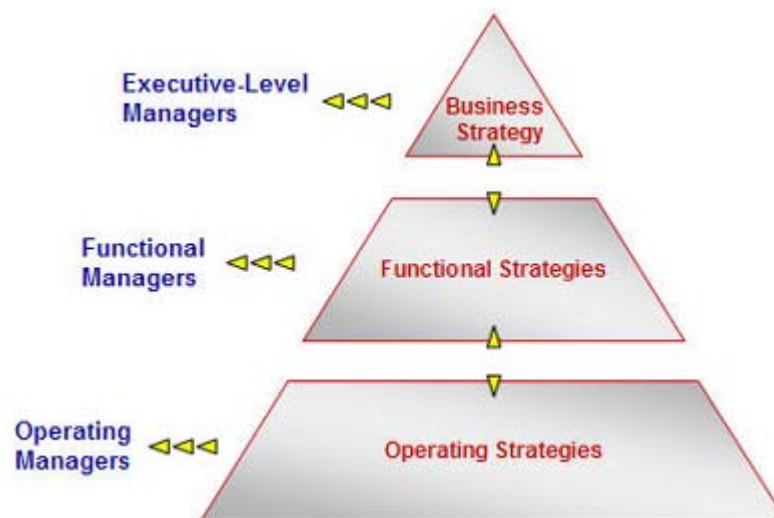 Executive-Level
Managers
Business
Strategy
Functional
Managers
Functional Strategies
Operating
Managers
Operating Strategies